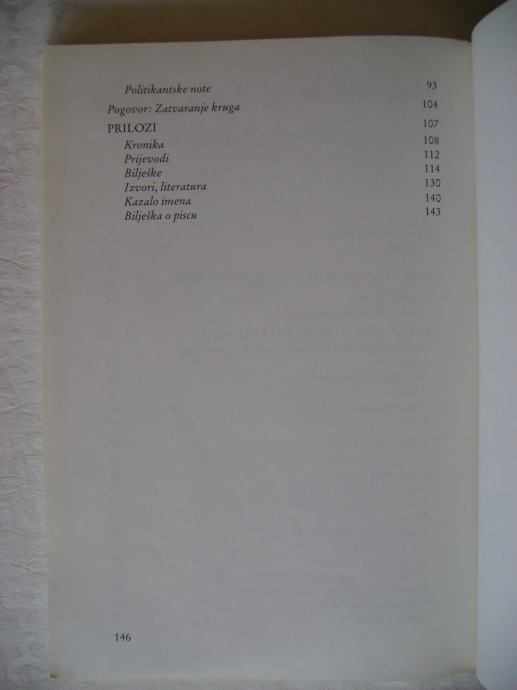 Politikantske note 93
Pogovor: Zatvaranje kruga 104
PRILOZI 107
Kronika 108
Prijevodi 112
Bilješke 114
Izvori, literatura 130
Kazalo imena 140
Bilješka o piscu 143
146